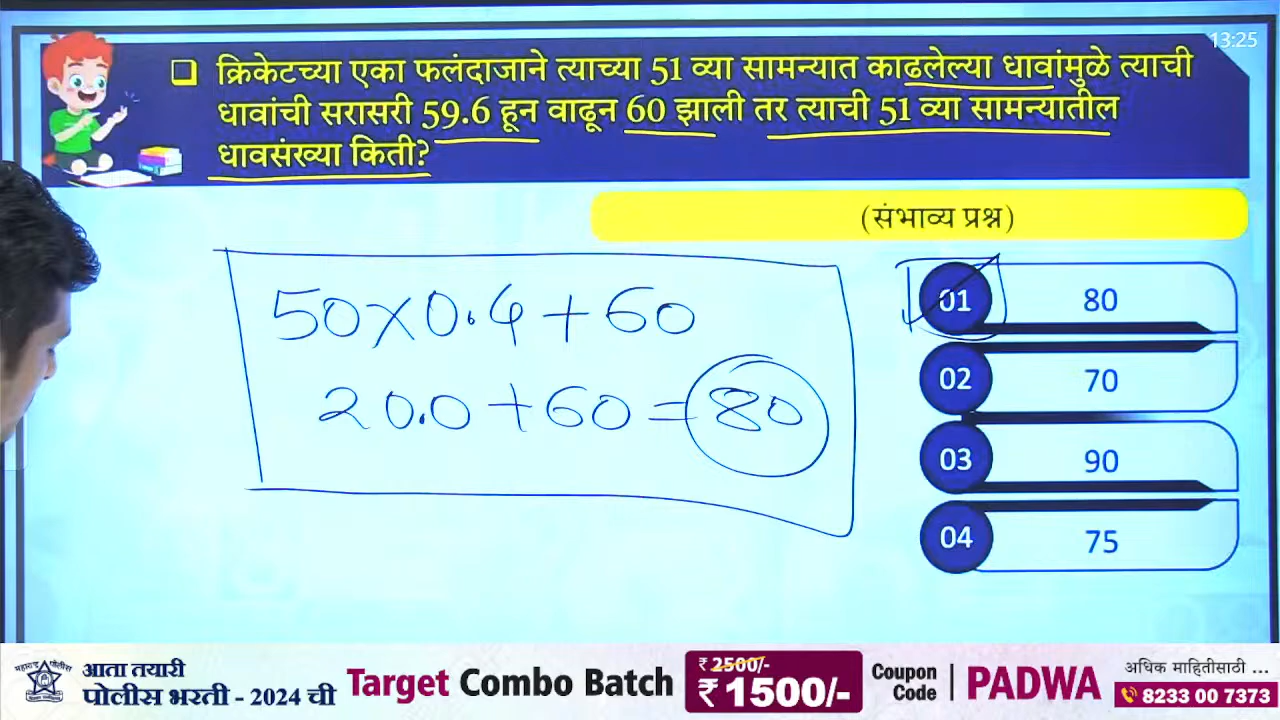 13:25
❑ क्रिकेटच्या एका फलंदाजाने त्याच्या 51 व्या सामन्यात काढलेल्या धावांमुळे त्याची
धावांची सरासरी 59.6 हून वाढून 60 झाली तर त्याची 51 व्या सामन्यातील
धावसंख्या किती?
(संभाव्य प्रश्न)
50×0.4+60
20.0+60=80
01 80
02 70
03 90
04 75
आता तयारी
पोलीस भरती - 2024 ची
Target Combo Batch
₹ 2500/-
₹ 1500/-
Coupon
Code
PADWA
अधिक माहितीसाठी ...
8233 00 7373